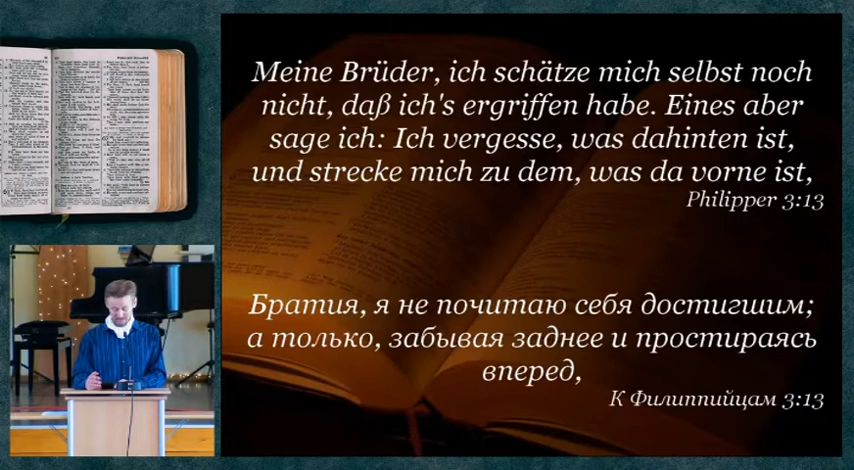 Meine Brüder, ich schätze mich selbst noch
nicht, daß ich's ergriffen habe. Eines aber
sage ich: Ich vergesse, was dahinten ist,
und strecke mich zu dem, was da vorne ist,
Philipper 3:13
Братия, я не почитаю себя достигшим;
а только, забывая заднее и простираясь
вперед,
К Филиппийцам 3:13